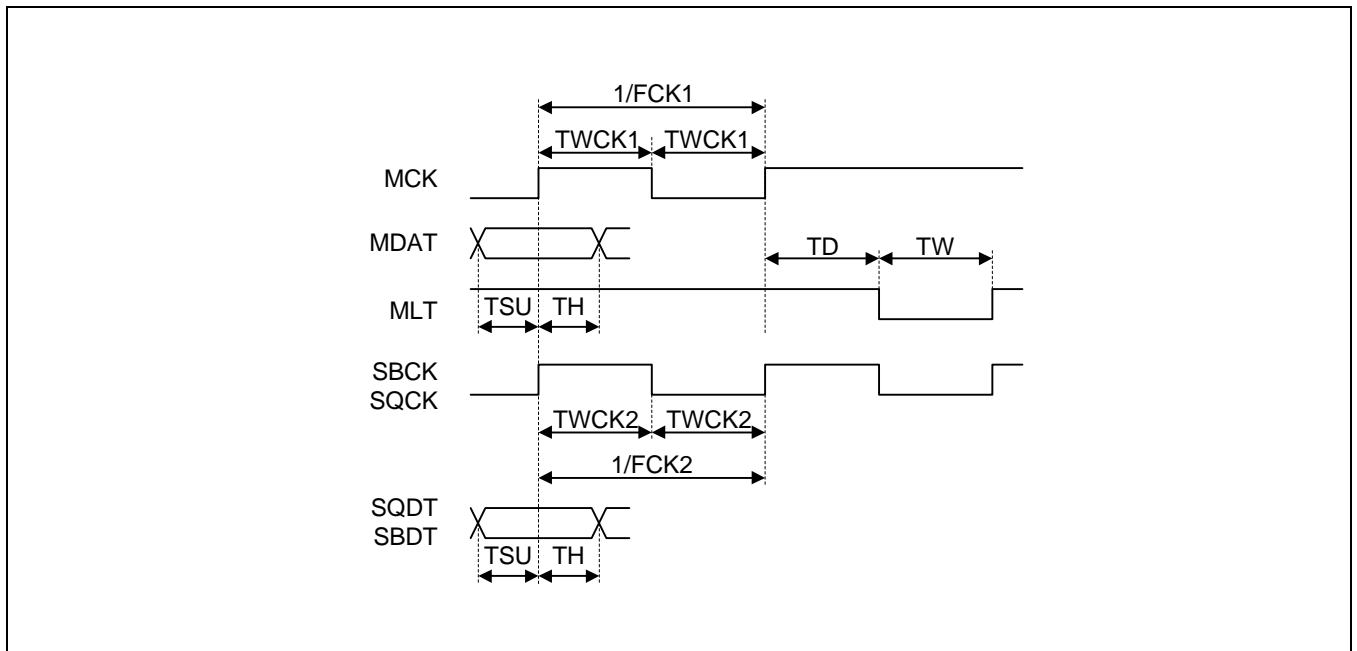 1/FCK1
TWCK1 TWCK1
MCK
MDAT
TD TW
MLT
TSU TH
SBCK
SQCK
TWCK2 TWCK2
1/FCK2
SQDT
SBDT
TSU TH